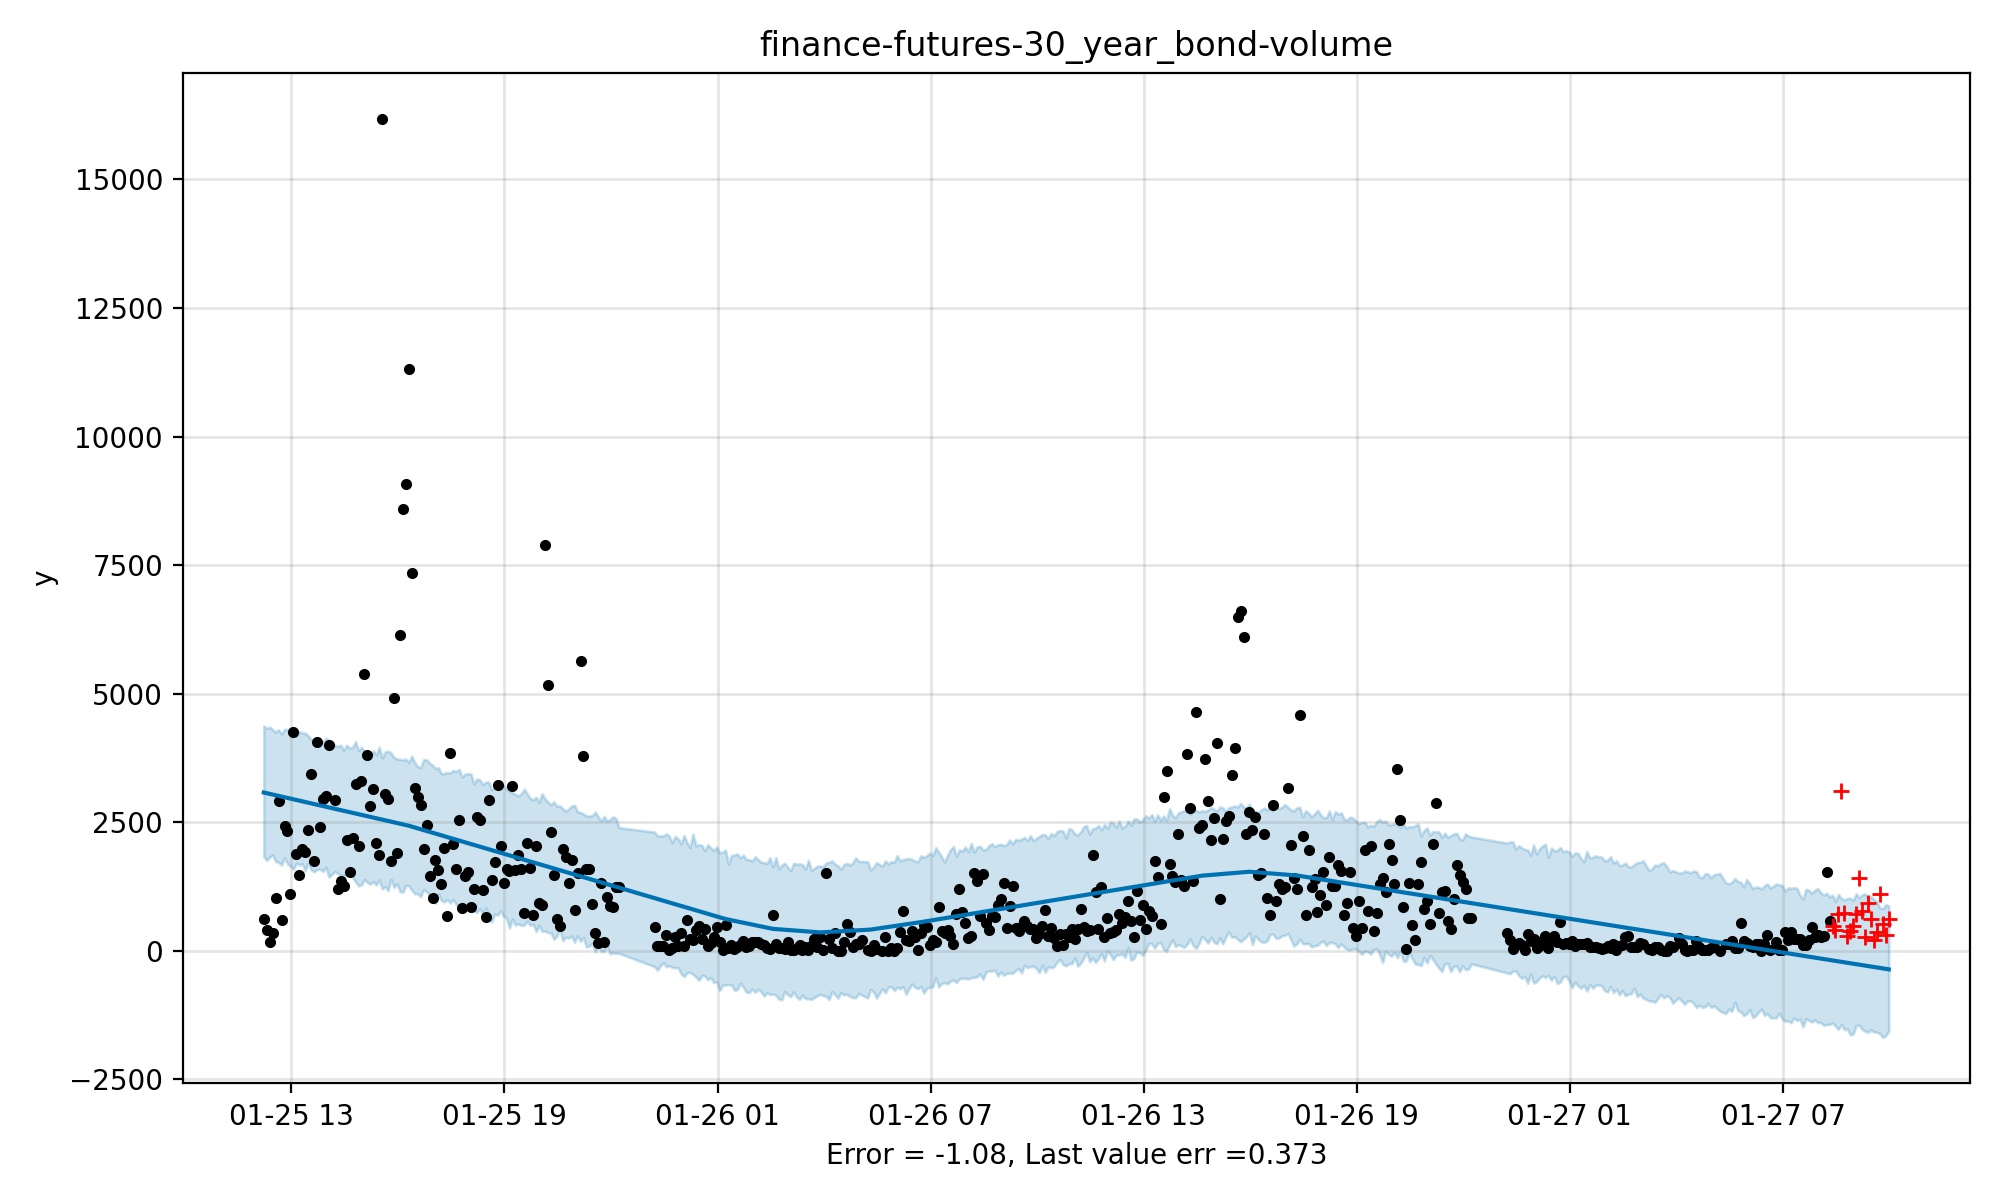 finance-futures-30_year_bond-volume
15000
12500
10000
7500
5000
2500
0
−2500
y
01-25 13 01-25 19 01-26 01 01-26 07 01-26 13 01-26 19 01-27 01 01-27 07
Error = -1.08, Last value err =0.373